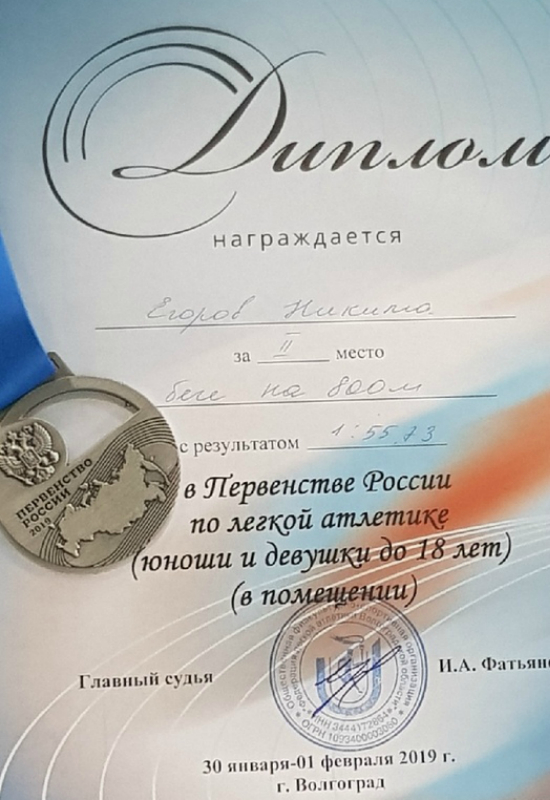 Диплом
награждается
Егоров Никита
за II место
беге на 800м
с результатом 1:55,73
в Первенстве России
по легкой атлетике
(юноши и девушки до 18 лет)
(в помещении)
ПЕРВЕНСТВО
РОССИИ
2019
Главный судья
И.А. Фатьяно
30 января-01 февраля 2019 г.
г. Волгоград